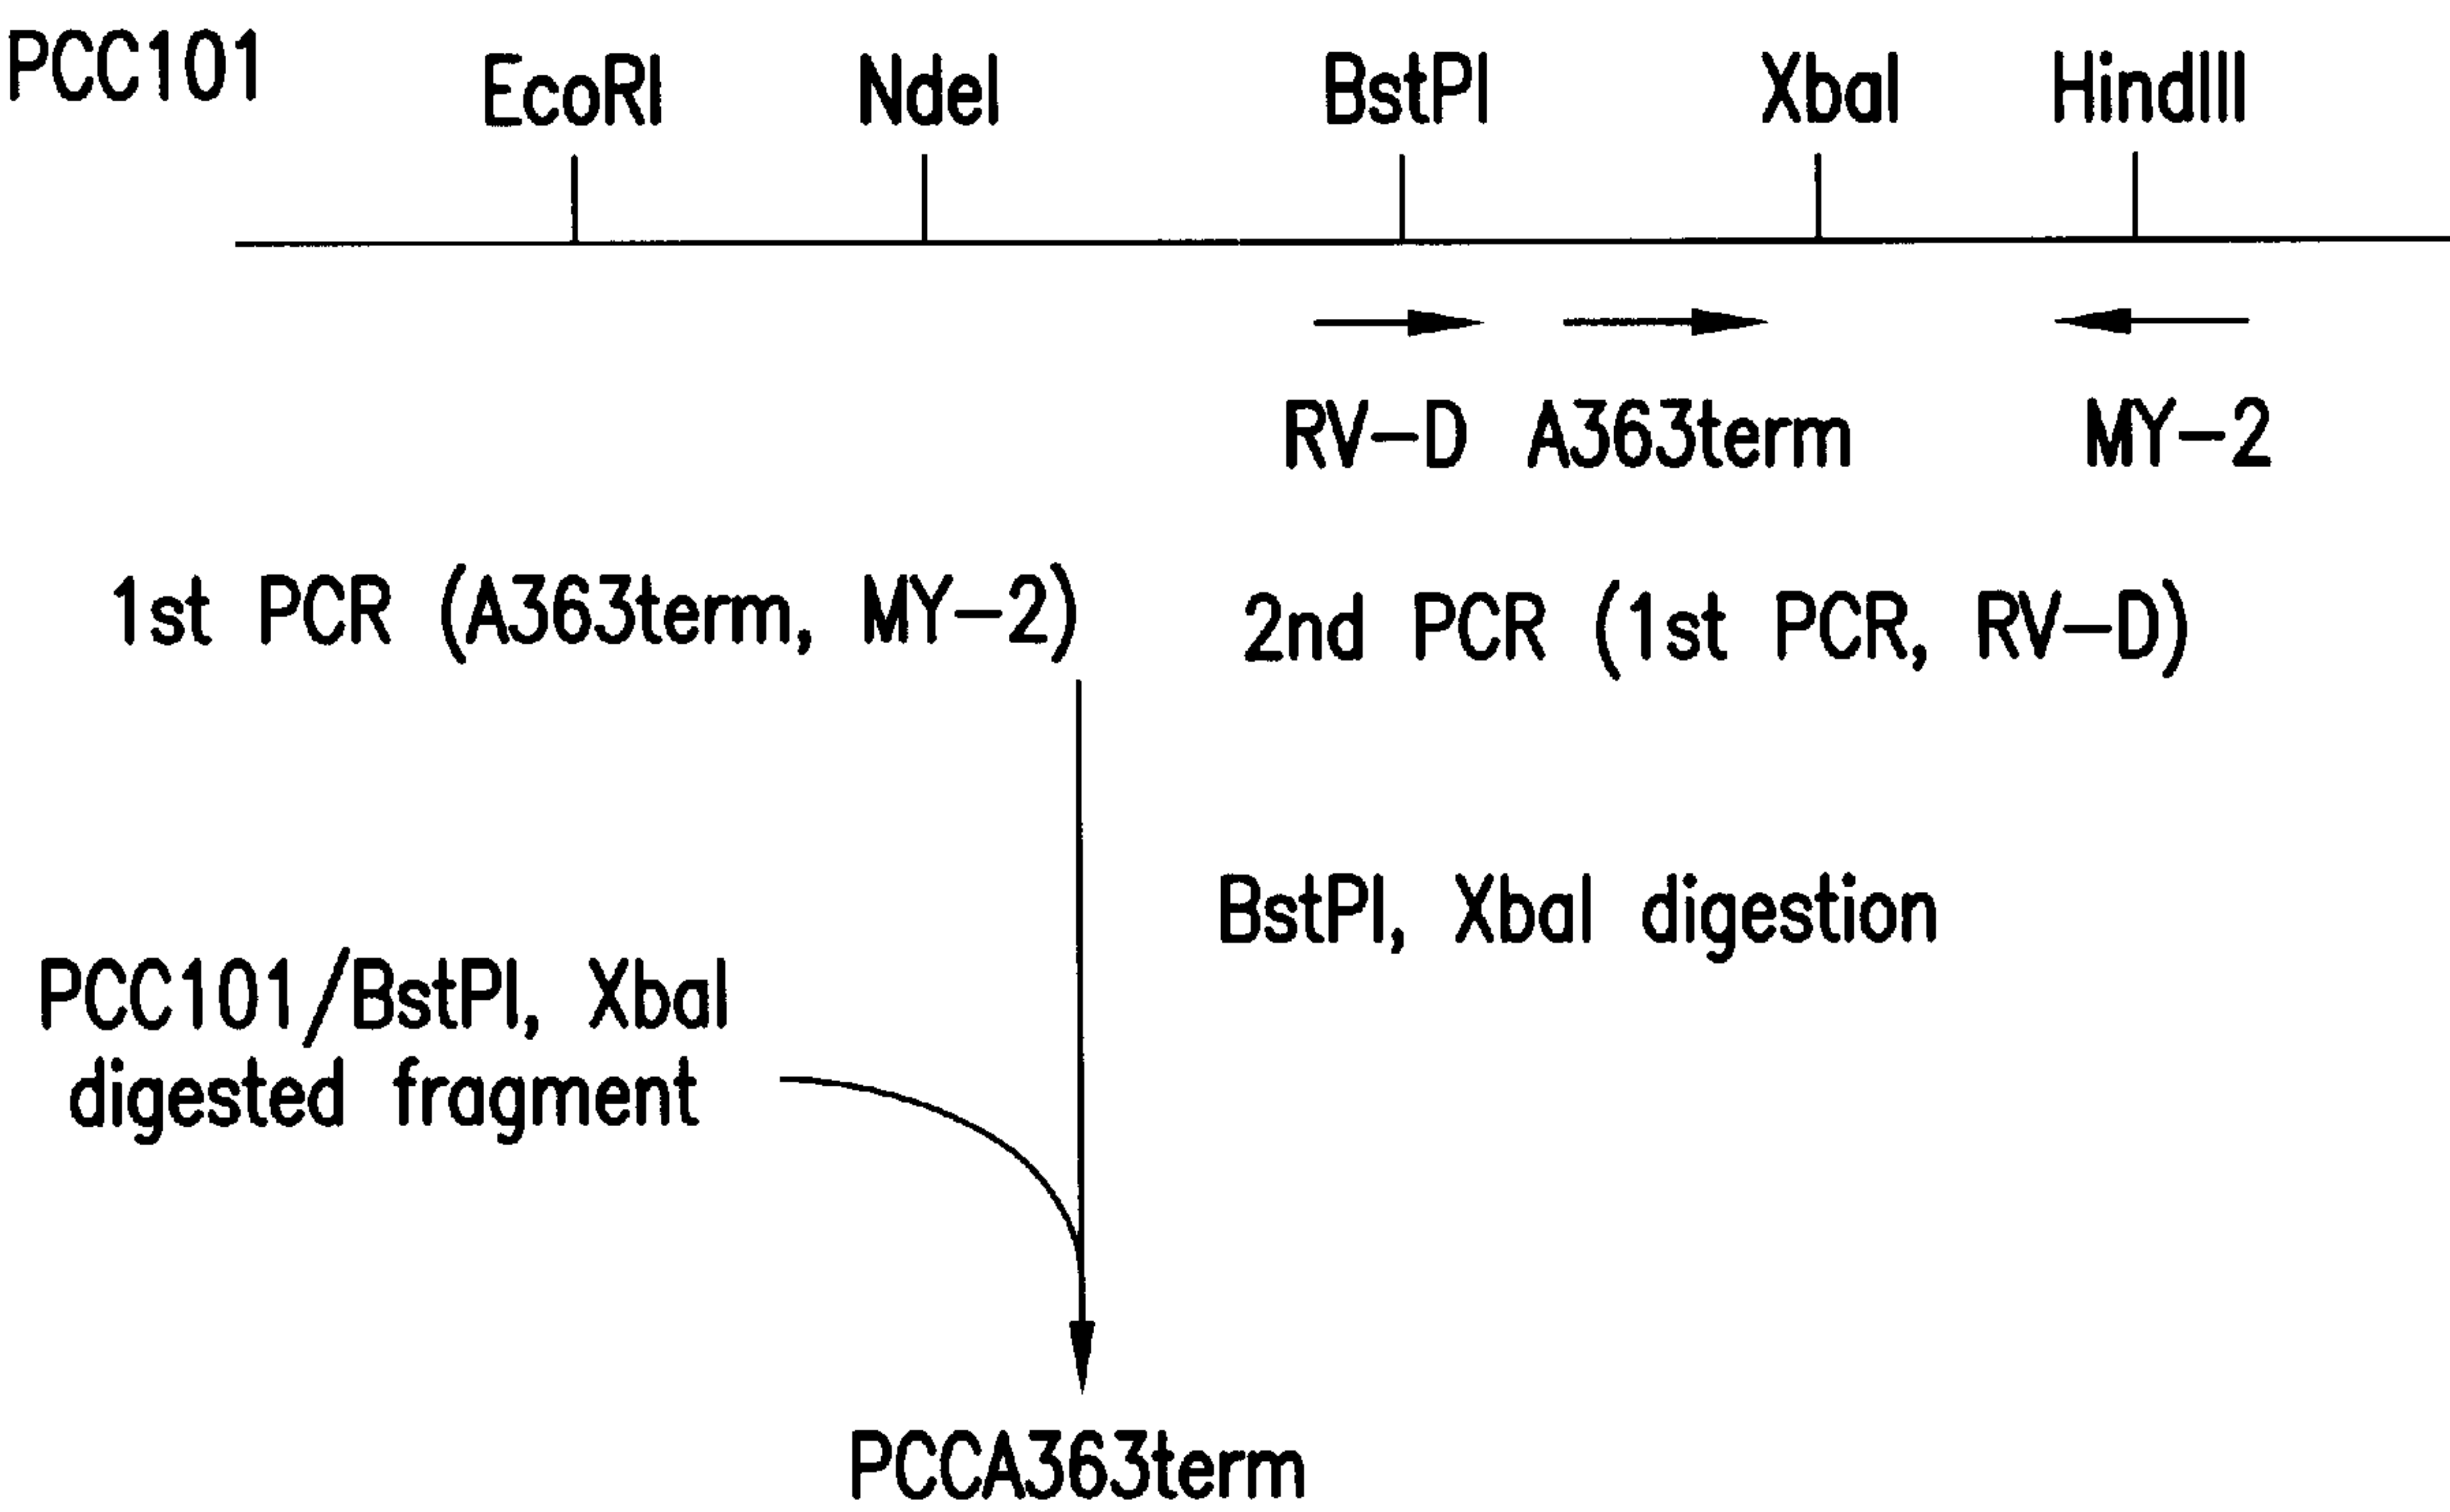 PCC101
EcoRI NdeI BstPI XbaI HindIII
RV-D A363term MY-2
1st PCR (A363term, MY-2) 2nd PCR (1st PCR, RV-D)
BstPI, XbaI digestion
PCC101/BstPI, XbaI
digested fragment
PCCA363term